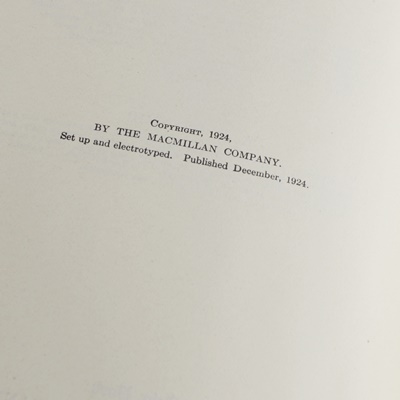 Copyright, 1924,
BY THE MACMILLAN COMPANY.
Set up and electrotyped. Published December, 1924.